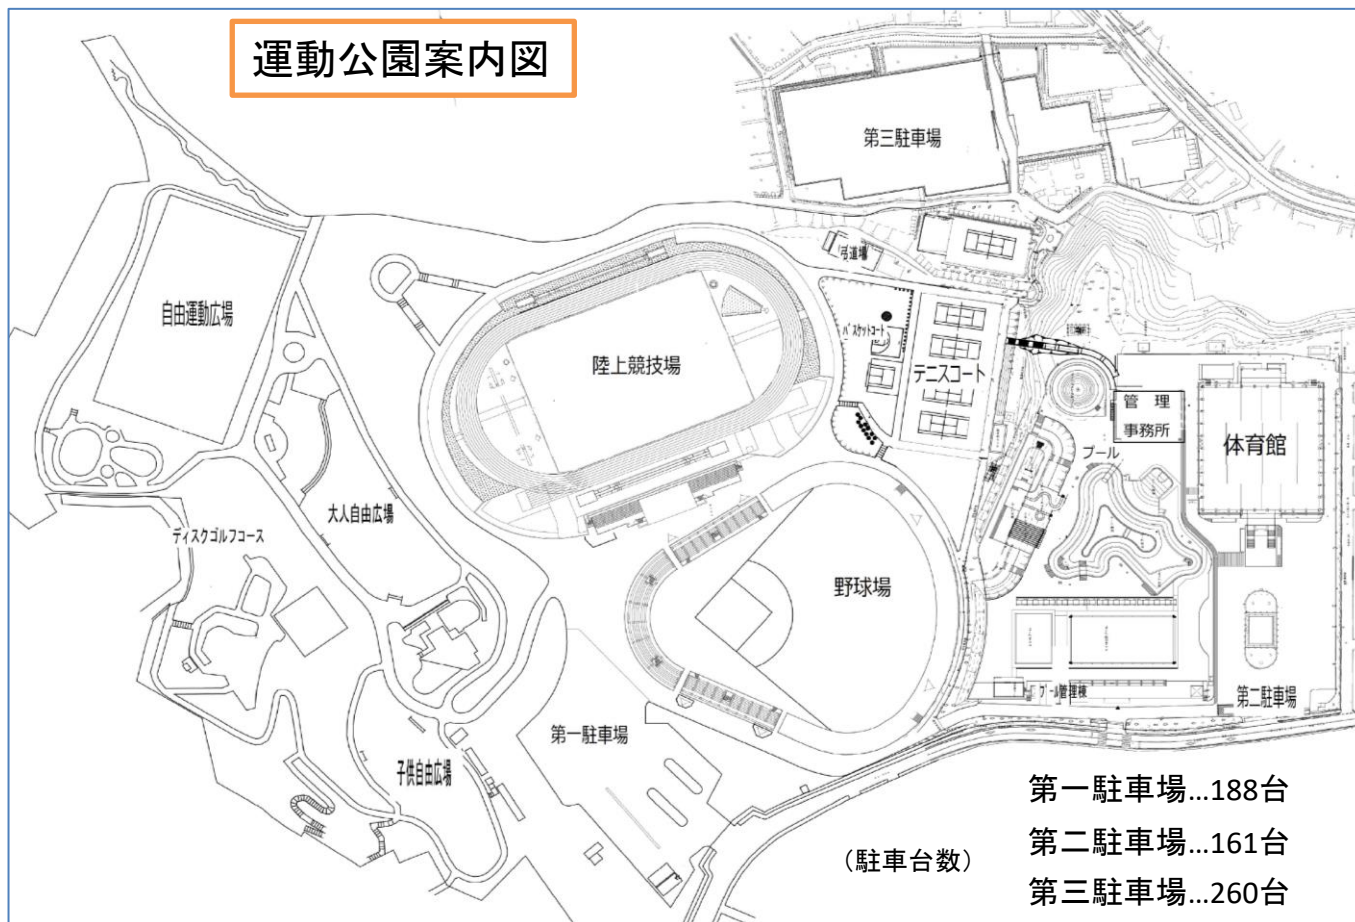 運動公園案内図
第三駐車場
弓道場
自由運動広場
バスケットコート
陸上競技場
テニスコート
管 理
事務所
体育館
プール
大人自由広場
ディスクゴルフコース
野球場
プール管理棟
第二駐車場
第一駐車場
子供自由広場
第一駐車場…188台
第二駐車場…161台
(駐車台数)
第三駐車場…260台